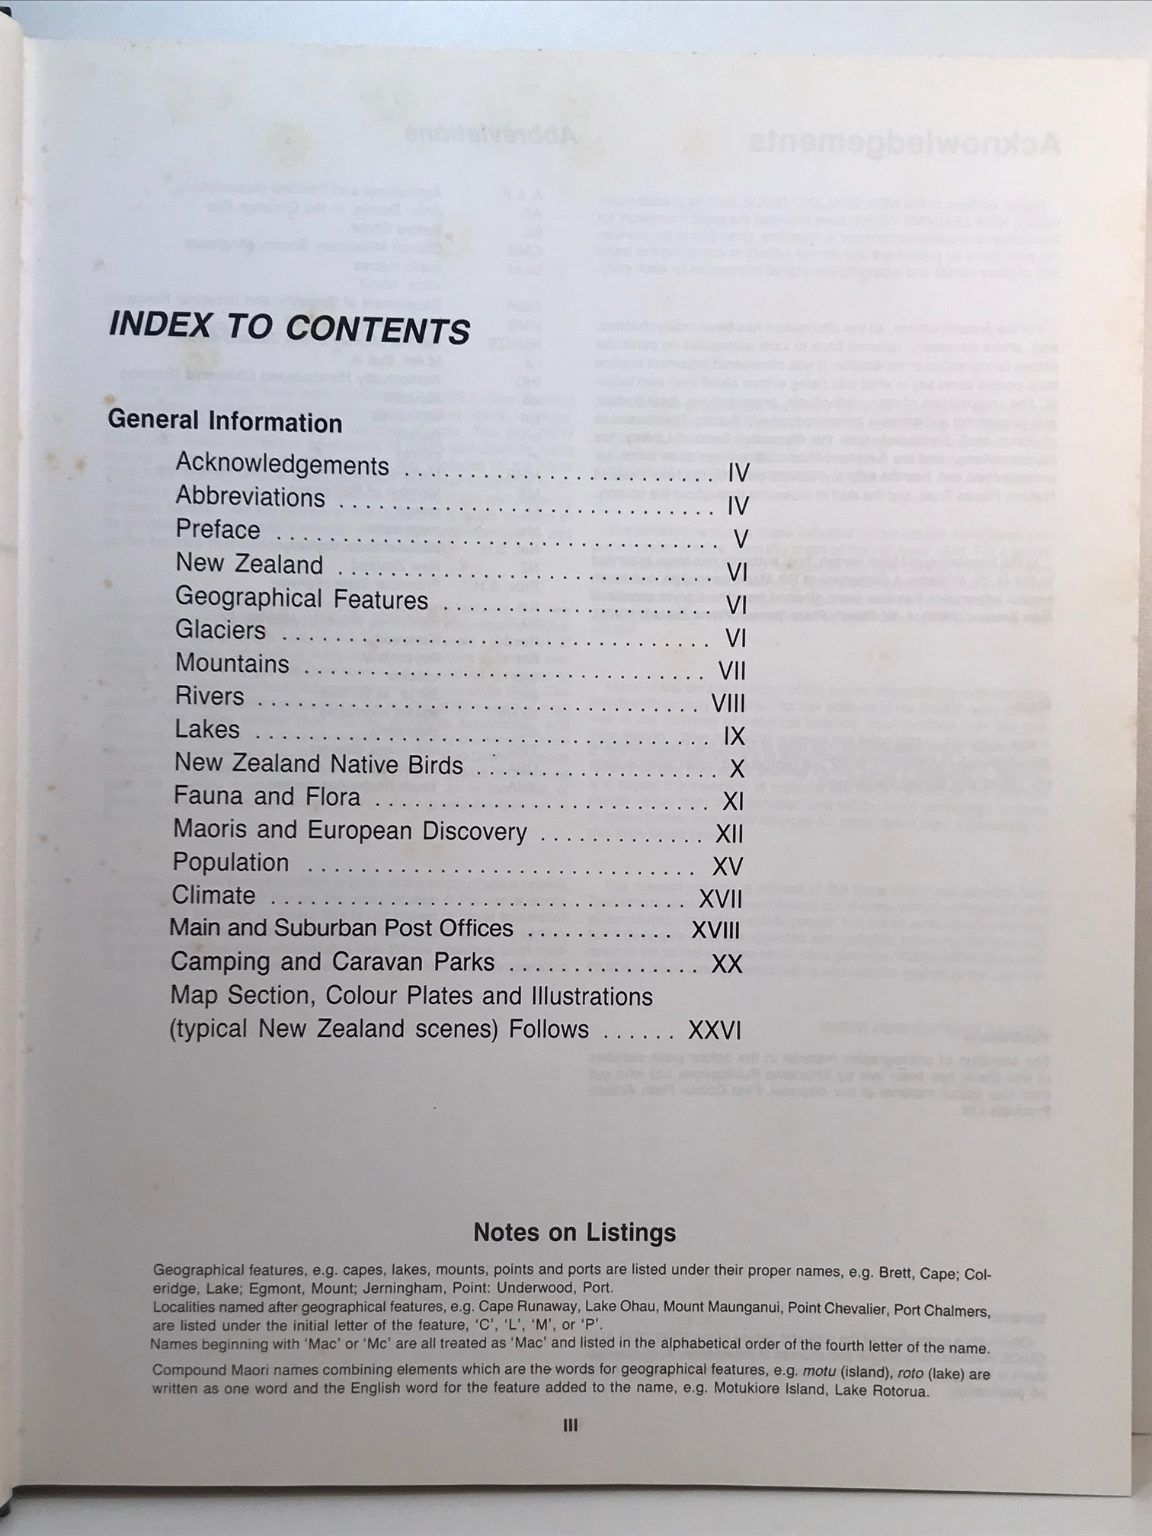 INDEX TO CONTENTS
General Information
Acknowledgements . . . . . . . . . . . . . . . . . . . . . . . . IV
Abbreviations . . . . . . . . . . . . . . . . . . . . . . . . . . . . . IV
Preface . . . . . . . . . . . . . . . . . . . . . . . . . . . . . . . . . . V
New Zealand . . . . . . . . . . . . . . . . . . . . . . . . . . . . . VI
Geographical Features . . . . . . . . . . . . . . . . . . . . . VI
Glaciers . . . . . . . . . . . . . . . . . . . . . . . . . . . . . . . . . VI
Mountains . . . . . . . . . . . . . . . . . . . . . . . . . . . . . . . VII
Rivers . . . . . . . . . . . . . . . . . . . . . . . . . . . . . . . . . . VIII
Lakes . . . . . . . . . . . . . . . . . . . . . . . . . . . . . . . . . . . IX
New Zealand Native Birds . . . . . . . . . . . . . . . . . . . X
Fauna and Flora . . . . . . . . . . . . . . . . . . . . . . . . . . XI
Maoris and European Discovery . . . . . . . . . . . . . XII
Population . . . . . . . . . . . . . . . . . . . . . . . . . . . . . . XV
Climate . . . . . . . . . . . . . . . . . . . . . . . . . . . . . . . . XVII
Main and Suburban Post Offices . . . . . . . . . . . . XVIII
Camping and Caravan Parks . . . . . . . . . . . . . . . XX
Map Section, Colour Plates and Illustrations
(typical New Zealand scenes) Follows . . . . . . XXVI
Notes on Listings
Geographical features, e.g. capes, lakes, mounts, points and ports are listed under their proper names, e.g. Brett, Cape; Col-
eridge, Lake; Egmont, Mount; Jerningham, Point: Underwood, Port.
Localities named after geographical features, e.g. Cape Runaway, Lake Ohau, Mount Maunganui, Point Chevalier, Port Chalmers,
are listed under the initial letter of the feature, 'C', 'L', 'M', or 'P'.
Names beginning with 'Mac' or 'Mc' are all treated as 'Mac' and listed in the alphabetical order of the fourth letter of the name.
Compound Maori names combining elements which are the words for geographical features, e.g. motu (island), roto (lake) are
written as one word and the English word for the feature added to the name, e.g. Motukiore Island, Lake Rotorua.
III